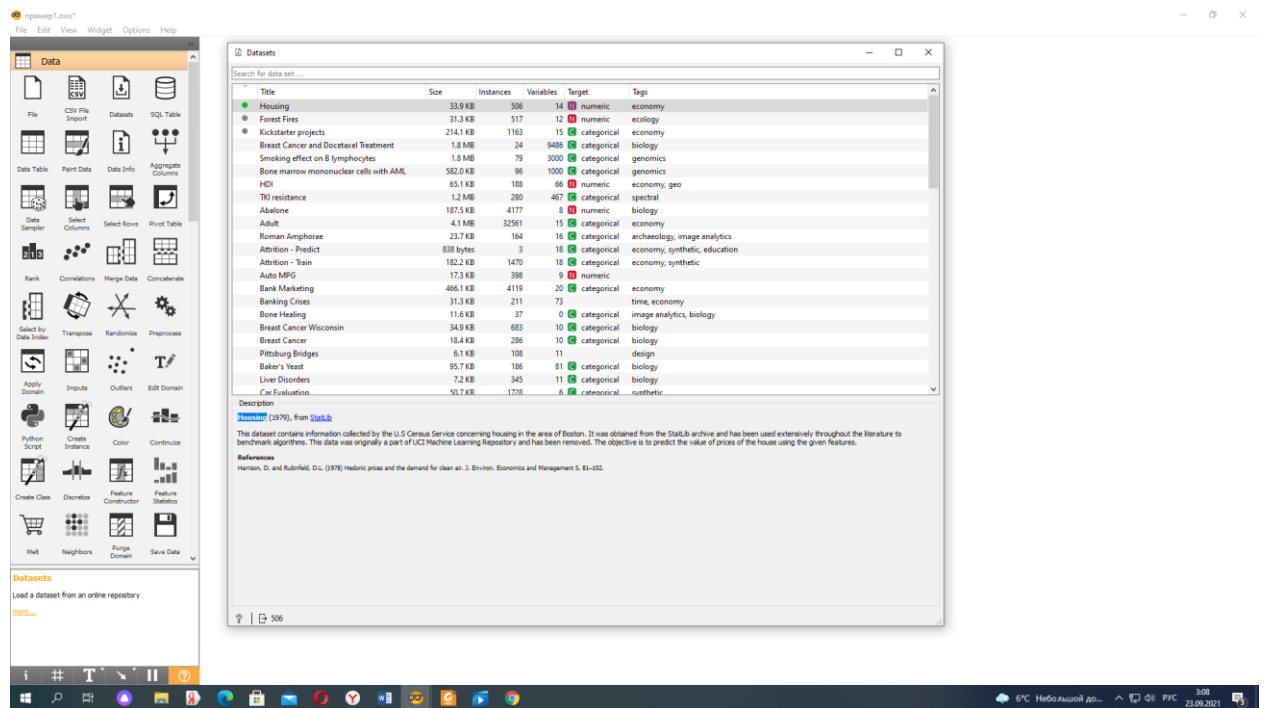 пример1.ows*
File Edit View Widget Options Help
Data
File
CSV File Import
Datasets
SQL Table
Data Table
Paint Data
Data Info
Aggregate Columns
Data Sampler
Select Columns
Select Rows
Pivot Table
Rank
Correlations
Merge Data
Concatenate
Select by Data Index
Transpose
Randomize
Preprocess
Apply Domain
Impute
Outliers
Edit Domain
Python Script
Create Instance
Color
Continuize
Create Class
Discretize
Feature Constructor
Feature Statistics
Melt
Neighbors
Purge Domain
Save Data
Datasets
Load a dataset from an online repository
more...
Datasets
Search for data set ...
Title Size Instances Variables Target Tags
Housing 33.9 KB 506 14 N numeric economy
Forest Fires 31.3 KB 517 12 N numeric ecology
Kickstarter projects 214.1 KB 1163 15 C categorical economy
Breast Cancer and Docetaxel Treatment 1.8 MB 24 9486 C categorical biology
Smoking effect on B lymphocytes 1.8 MB 79 3000 C categorical genomics
Bone marrow mononuclear cells with AML 582.0 KB 96 1000 C categorical genomics
HDI 65.1 KB 188 66 N numeric economy, geo
TKI resistance 1.2 MB 280 467 C categorical spectral
Abalone 187.5 KB 4177 8 N numeric biology
Adult 4.1 MB 32561 15 C categorical economy
Roman Amphorae 23.7 KB 164 16 C categorical archaeology, image analytics
Attrition - Predict 838 bytes 3 18 C categorical economy, synthetic, education
Attrition - Train 182.2 KB 1470 18 C categorical economy, synthetic
Auto MPG 17.3 KB 398 9 N numeric
Bank Marketing 466.1 KB 4119 20 C categorical economy
Banking Crises 31.3 KB 211 73 time, economy
Bone Healing 11.6 KB 37 0 C categorical image analytics, biology
Breast Cancer Wisconsin 34.9 KB 683 10 C categorical biology
Breast Cancer 18.4 KB 286 10 C categorical biology
Pittsburg Bridges 6.1 KB 108 11 design
Baker's Yeast 95.7 KB 186 81 C categorical biology
Liver Disorders 7.2 KB 345 11 C categorical biology
Car Evaluation 50.7 KB 1728 6 C categorical synthetic
Description
Housing (1979), from StatLib
This dataset contains information collected by the U.S Census Service concerning housing in the area of Boston. It was obtained from the StatLib archive and has been used extensively throughout the literature to
benchmark algorithms. This data was originally a part of UCI Machine Learning Repository and has been removed. The objective is to predict the value of prices of the house using the given features.
References
Harrison, D. and Rubinfeld, D.L. (1978) Hedonic prices and the demand for clean air. J. Environ. Economics and Management 5, 81–102.
506
6°C Небольшой до... РУС
3:08
23.09.2021